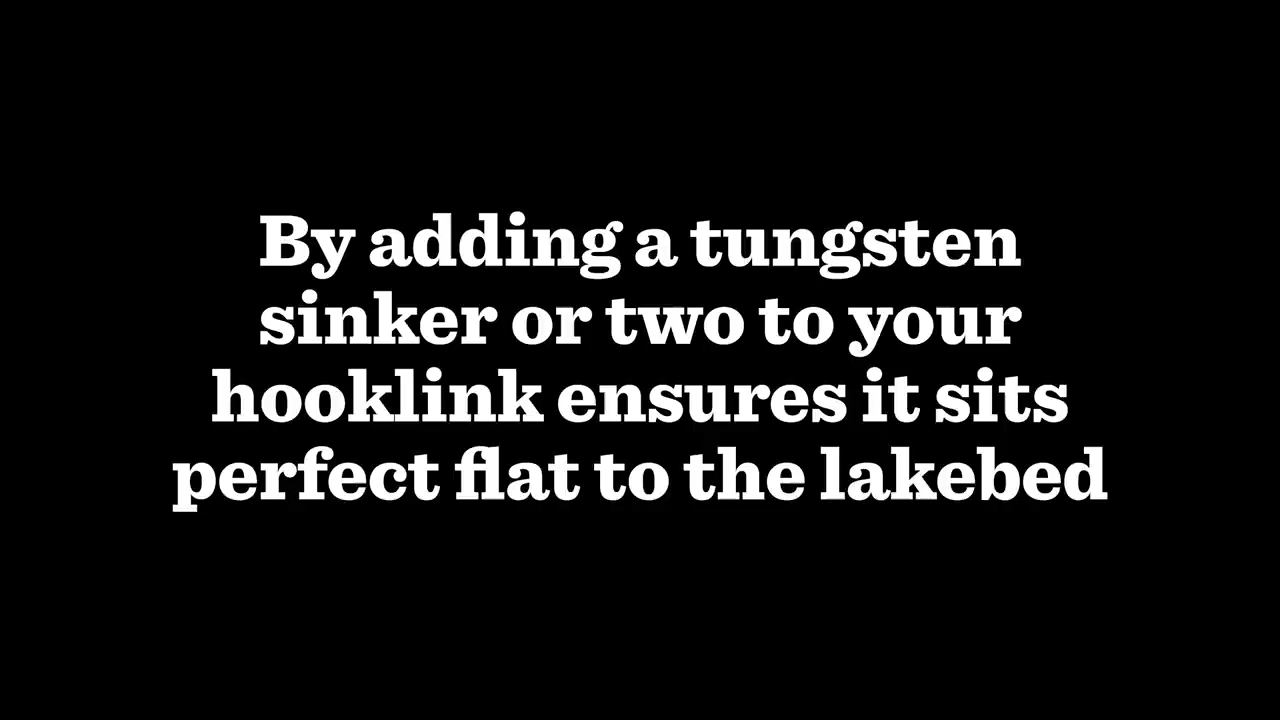 By adding a tungsten
sinker or two to your
hooklink ensures it sits
perfect flat to the lakebed